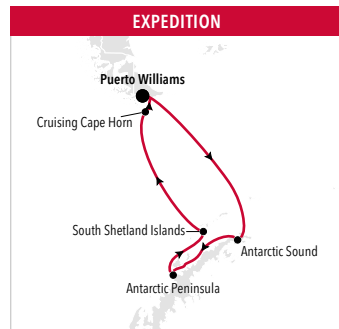 EXPEDITION
Puerto Williams
Cruising Cape Horn
South Shetland Islands
Antarctic Sound
Antarctic Peninsula